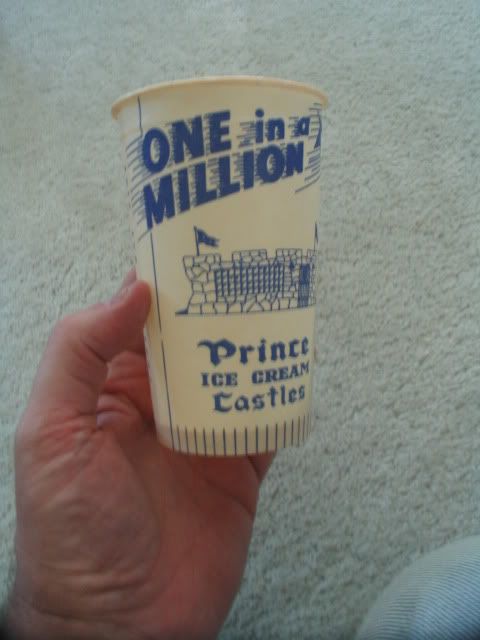 ONE in a
MILLION
Prince
ICE CREAM
Castles